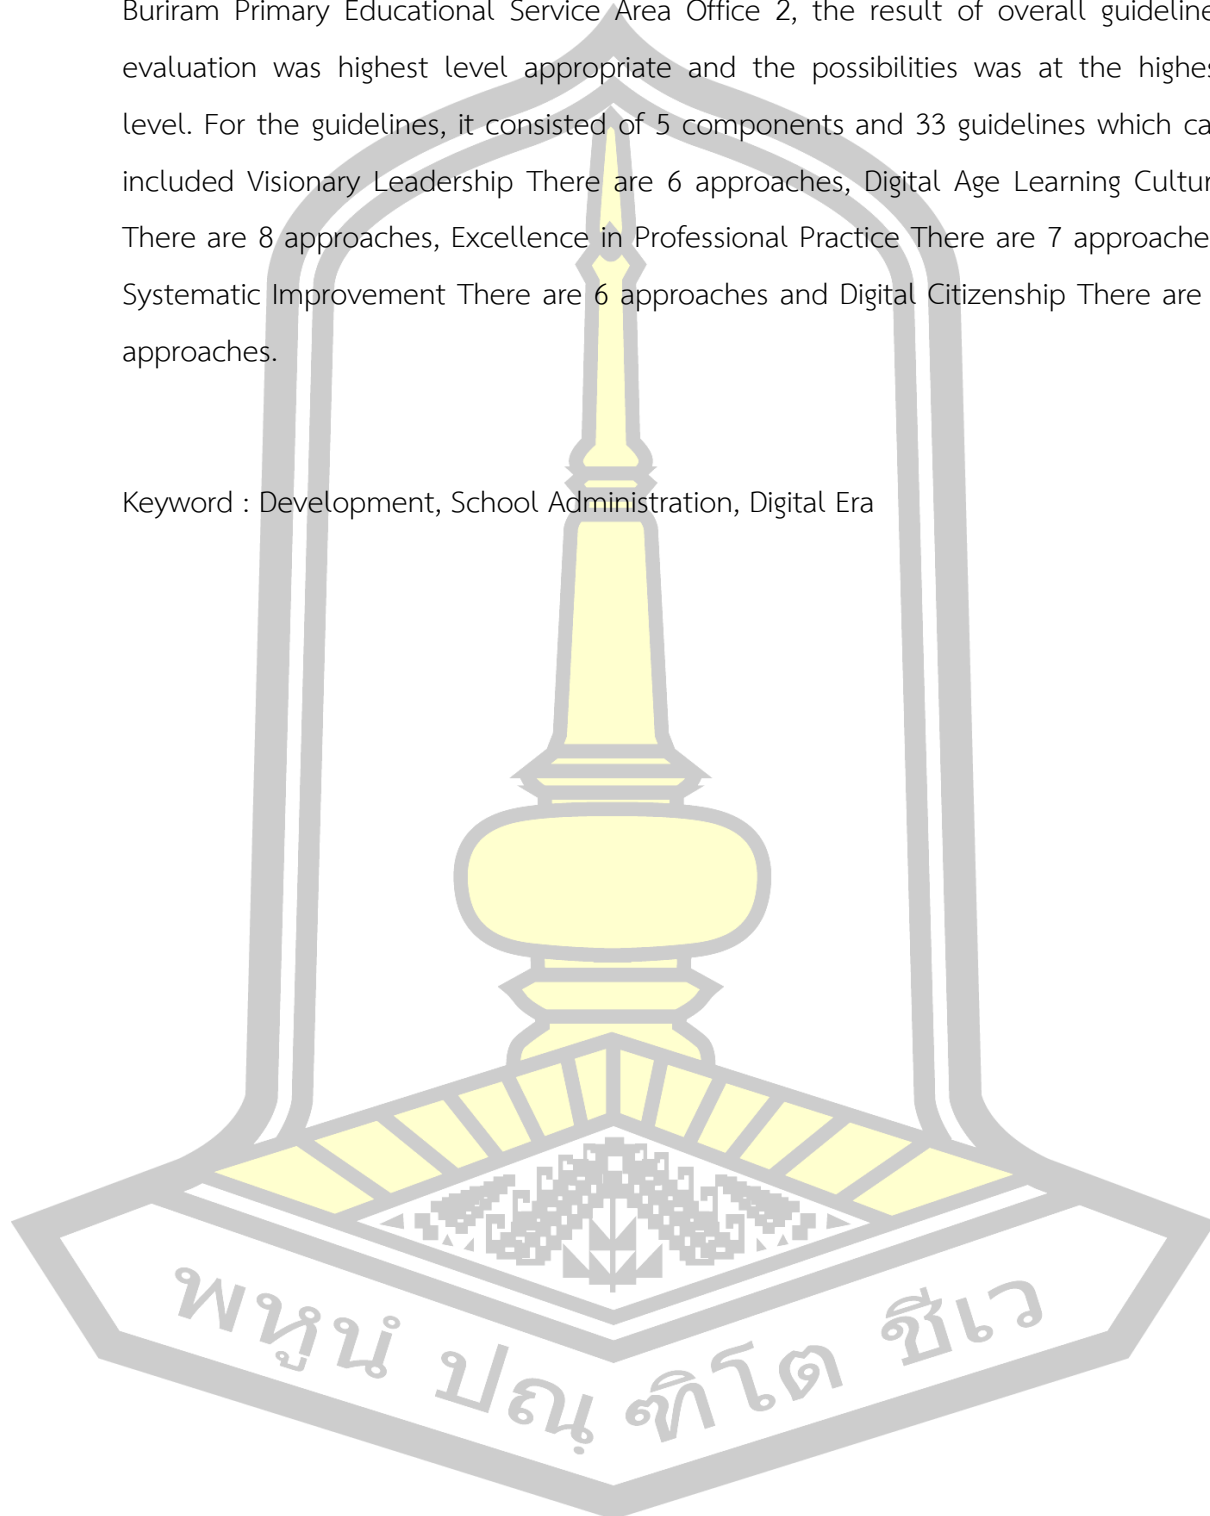 Buriram Primary Educational Service Area Office 2, the result of overall guideline
evaluation was highest level appropriate and the possibilities was at the highes
level. For the guidelines, it consisted of 5 components and 33 guidelines which ca
included Visionary Leadership There are 6 approaches, Digital Age Learning Cultur
There are 8 approaches, Excellence in Professional Practice There are 7 approache
Systematic Improvement There are 6 approaches and Digital Citizenship There are
approaches.
Keyword : Development, School Administration, Digital Era
พหูนํ ปณฺฑิโต ชีเว